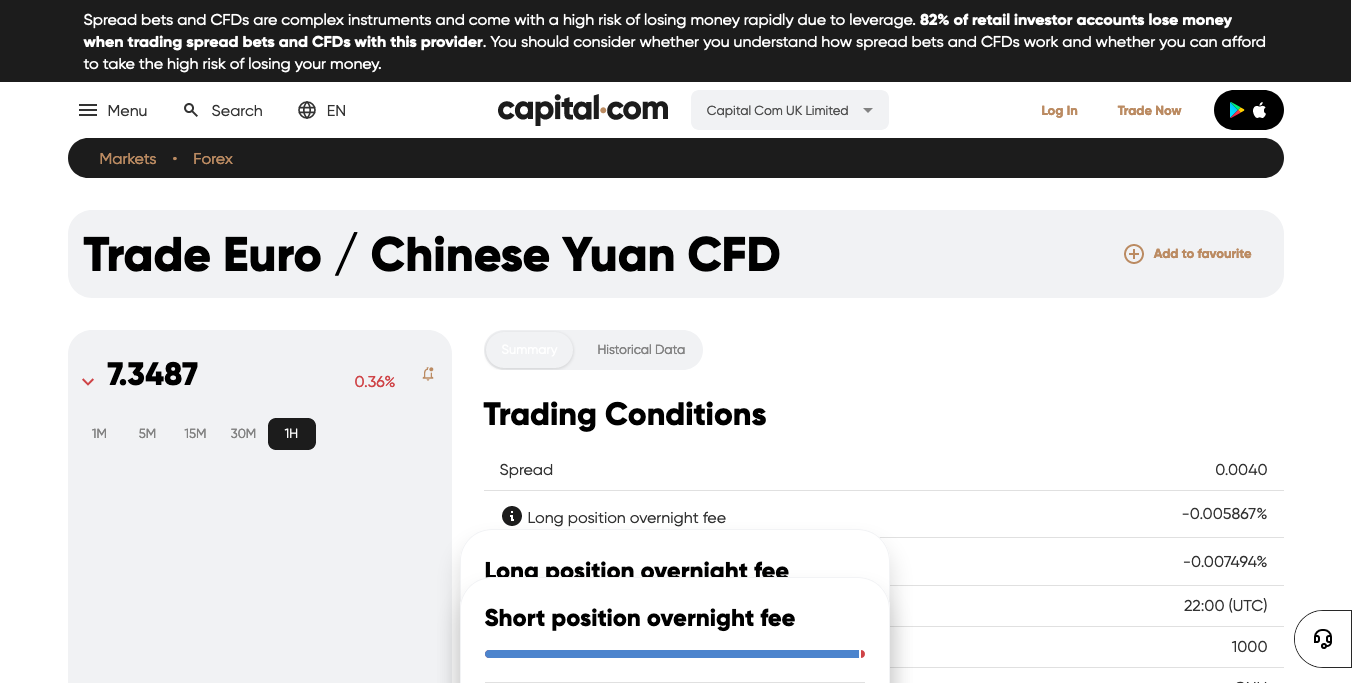 Spread bets and CFDs are complex instruments and come with a high risk of losing money rapidly due to leverage. 82% of retail investor accounts lose money
when trading spread bets and CFDs with this provider. You should consider whether you understand how spread bets and CFDs work and whether you can afford
to take the high risk of losing your money.
Menu Search EN capital.com Capital Com UK Limited Log In Trade Now
Markets • Forex
Trade Euro / Chinese Yuan CFD Add to favourite
Summary Historical Data
7.3487 0.36%
1M 5M 15M 30M 1H
Trading Conditions
Spread 0.0040
Long position overnight fee -0.005867%
Long position overnight fee -0.007494%
Short position overnight fee 22:00 (UTC)
1000